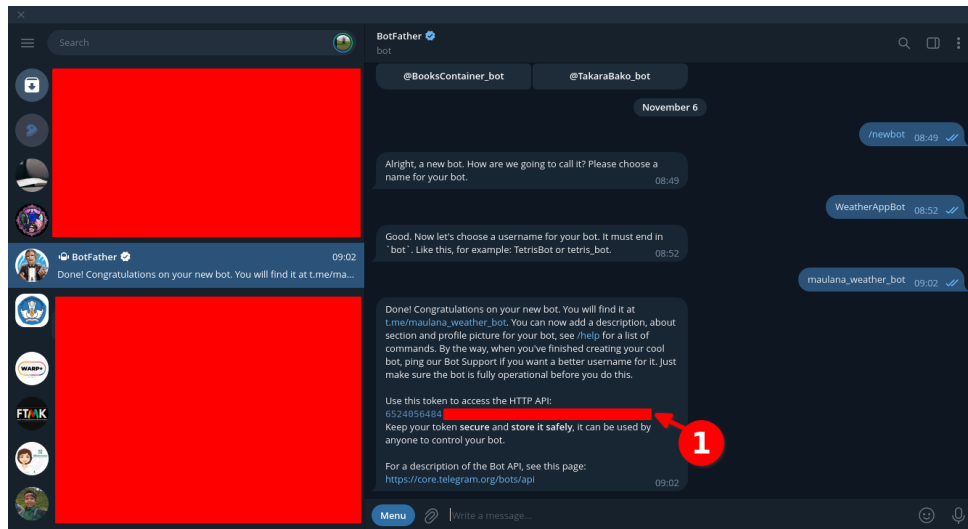 Search
BotFather
bot
@BooksContainer_bot
@TakaraBako_bot
November 6
/newbot 08:49
Alright, a new bot. How are we going to call it? Please choose a
name for your bot.
08:49
WeatherAppBot 08:52
Good. Now let's choose a username for your bot. It must end in
`bot`. Like this, for example: TetrisBot or tetris_bot.
08:52
maulana_weather_bot 09:02
BotFather 09:02
Done! Congratulations on your new bot. You will find it at t.me/ma...
WARP+
FTMK
Done! Congratulations on your new bot. You will find it at
t.me/maulana_weather_bot. You can now add a description, about
section and profile picture for your bot, see /help for a list of
commands. By the way, when you've finished creating your cool
bot, ping our Bot Support if you want a better username for it. Just
make sure the bot is fully operational before you do this.
Use this token to access the HTTP API:
6524056484
1
Keep your token secure and store it safely, it can be used by
anyone to control your bot.
For a description of the Bot API, see this page:
https://core.telegram.org/bots/api
09:02
Menu
Write a message...